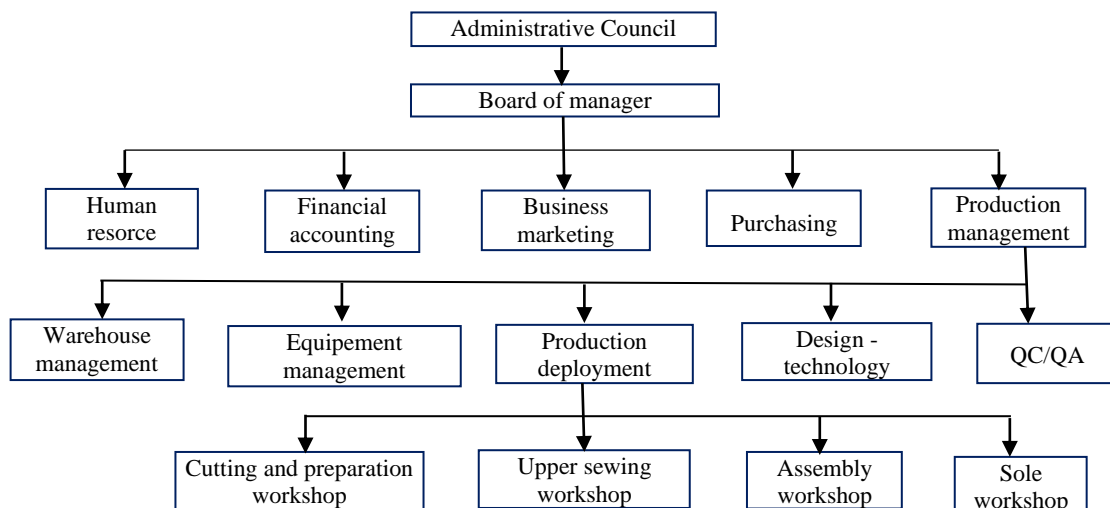 Administrative Council
Board of manager
Human
resorce
Financial
accounting
Business
marketing
Purchasing
Production
management
Warehouse
management
Equipement
management
Production
deployment
Design -
technology
QC/QA
Cutting and preparation
workshop
Upper sewing
workshop
Assembly
workshop
Sole
workshop